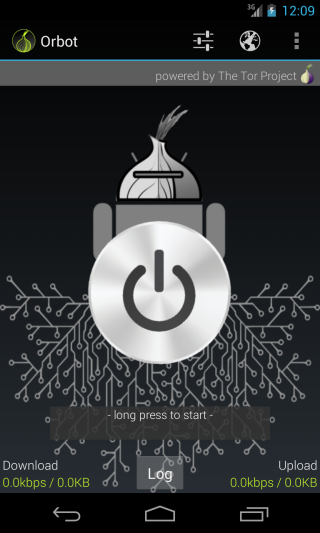 3G 12:09
Orbot
powered by The Tor Project
- long press to start -
Download Upload
0.0kbps / 0.0KB Log 0.0kbps / 0.0KB